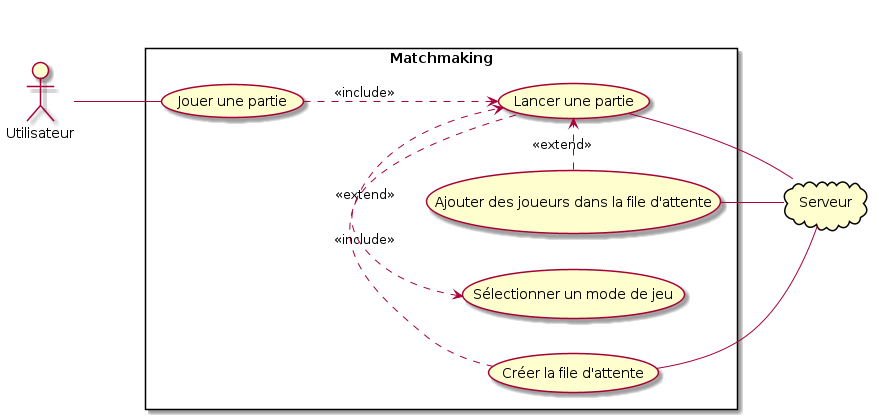 Matchmaking
Utilisateur
Jouer une partie
«include»
Lancer une partie
«extend»
Ajouter des joueurs dans la file d'attente
Serveur
«extend»
«include»
Sélectionner un mode de jeu
Créer la file d'attente